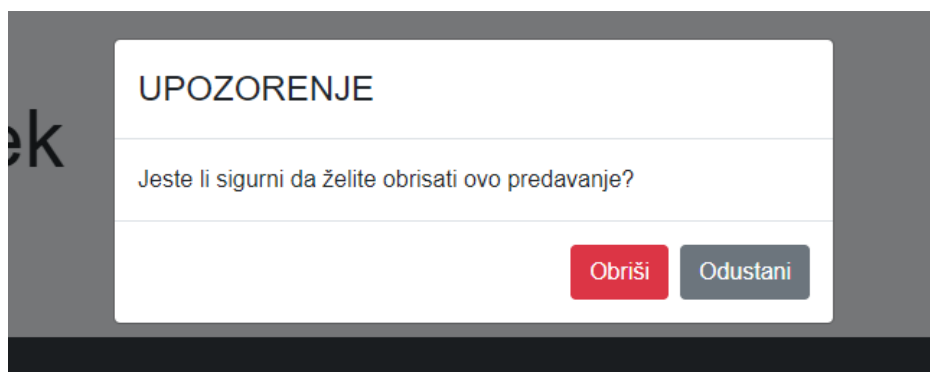 UPOZORENJE
ek
Jeste li sigurni da želite obrisati ovo predavanje?
Obriši Odustani